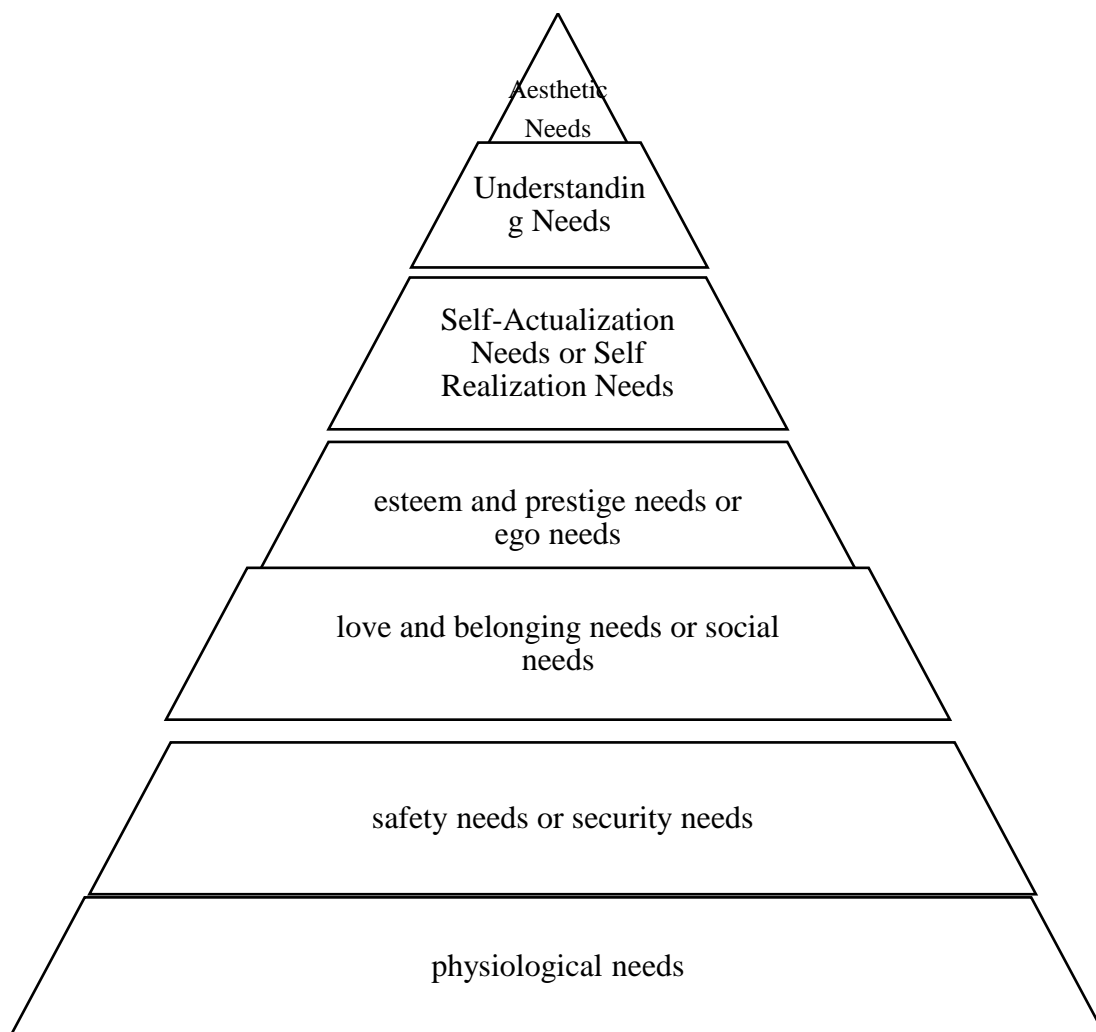 Aesthetic
Needs
Understandin
g Needs
Self-Actualization
Needs or Self
Realization Needs
esteem and prestige needs or
ego needs
love and belonging needs or social
needs
safety needs or security needs
physiological needs